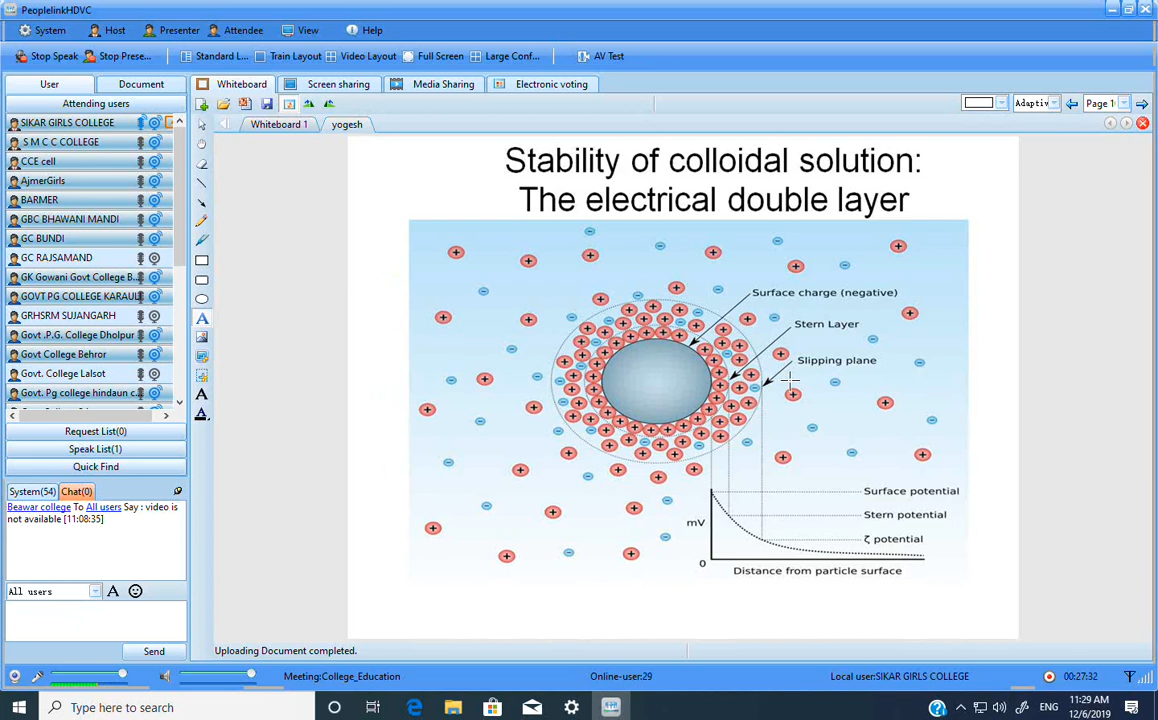 PeoplelinkHDVC
System Host Presenter Attendee View Help
Stop Speak Stop Prese... Standard L... Train Layout Video Layout Full Screen Large Conf... AV Test
User Document
Whiteboard Screen sharing Media Sharing Electronic voting
Attending users
Adaptiv Page 1
Whiteboard 1 yogesh
SIKAR GIRLS COLLEGE
S M C C COLLEGE
CCE cell
AjmerGirls
BARMER
GBC BHAWANI MANDI
GC BUNDI
GC RAJSAMAND
GK Gowani Govt College B...
GOVT PG COLLEGE KARAUL
GRHSRM SUJANGARH
Govt .P.G. College Dholpur
Govt College Behror
Govt. College Lalsot
Govt. Pg college hindaun c...
Request List(0)
Speak List(1)
Quick Find
System(54) Chat(0)
Beawar college To All users Say : video is
not available [11:08:35]
All users
Send
Stability of colloidal solution:
The electrical double layer
Surface charge (negative)
Stern Layer
Slipping plane
Surface potential
Stern potential
ζ potential
mV
0
Distance from particle surface
Uploading Document completed.
Meeting:College_Education Online-user:29 Local user:SIKAR GIRLS COLLEGE 00:27:32
Type here to search
ENG
11:29 AM
12/6/2019